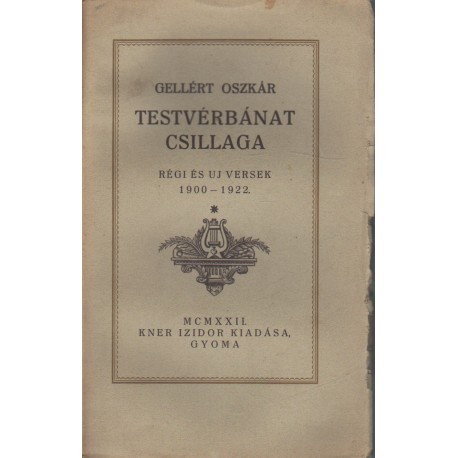 GELLÉRT OSZKÁR
TESTVÉRBÁNAT
CSILLAGA
RÉGI ÉS UJ VERSEK
1900 – 1922.
*
MCMXXII.
KNER IZIDOR KIADÁSA,
GYOMA